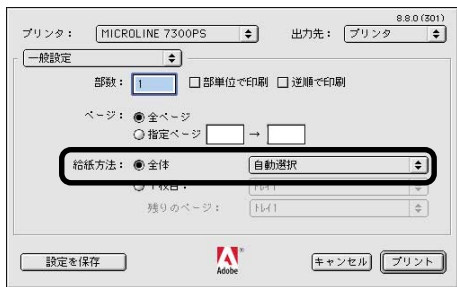 8.8.0 (301)
プリンタ： MICROLINE 7300PS 出力先： プリンタ
一般設定
部数： 1 部単位で印刷 逆順で印刷
ページ： 全ページ
指定ページ →
給紙方法： 全体 自動選択
1枚目： トレイ1
残りのページ： トレイ1
設定を保存 Adobe キャンセル プリント